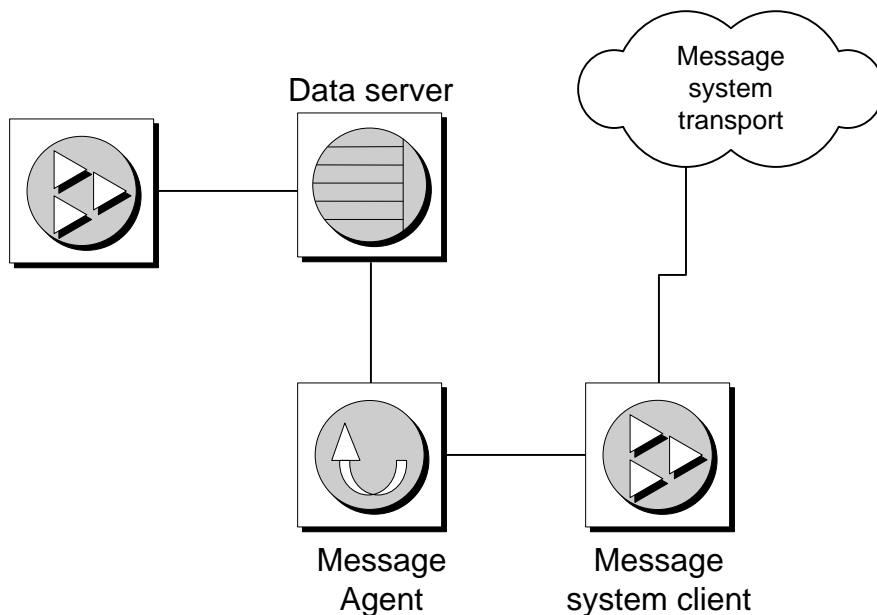 Message
system
transport
Data server
Message
Agent
Message
system client